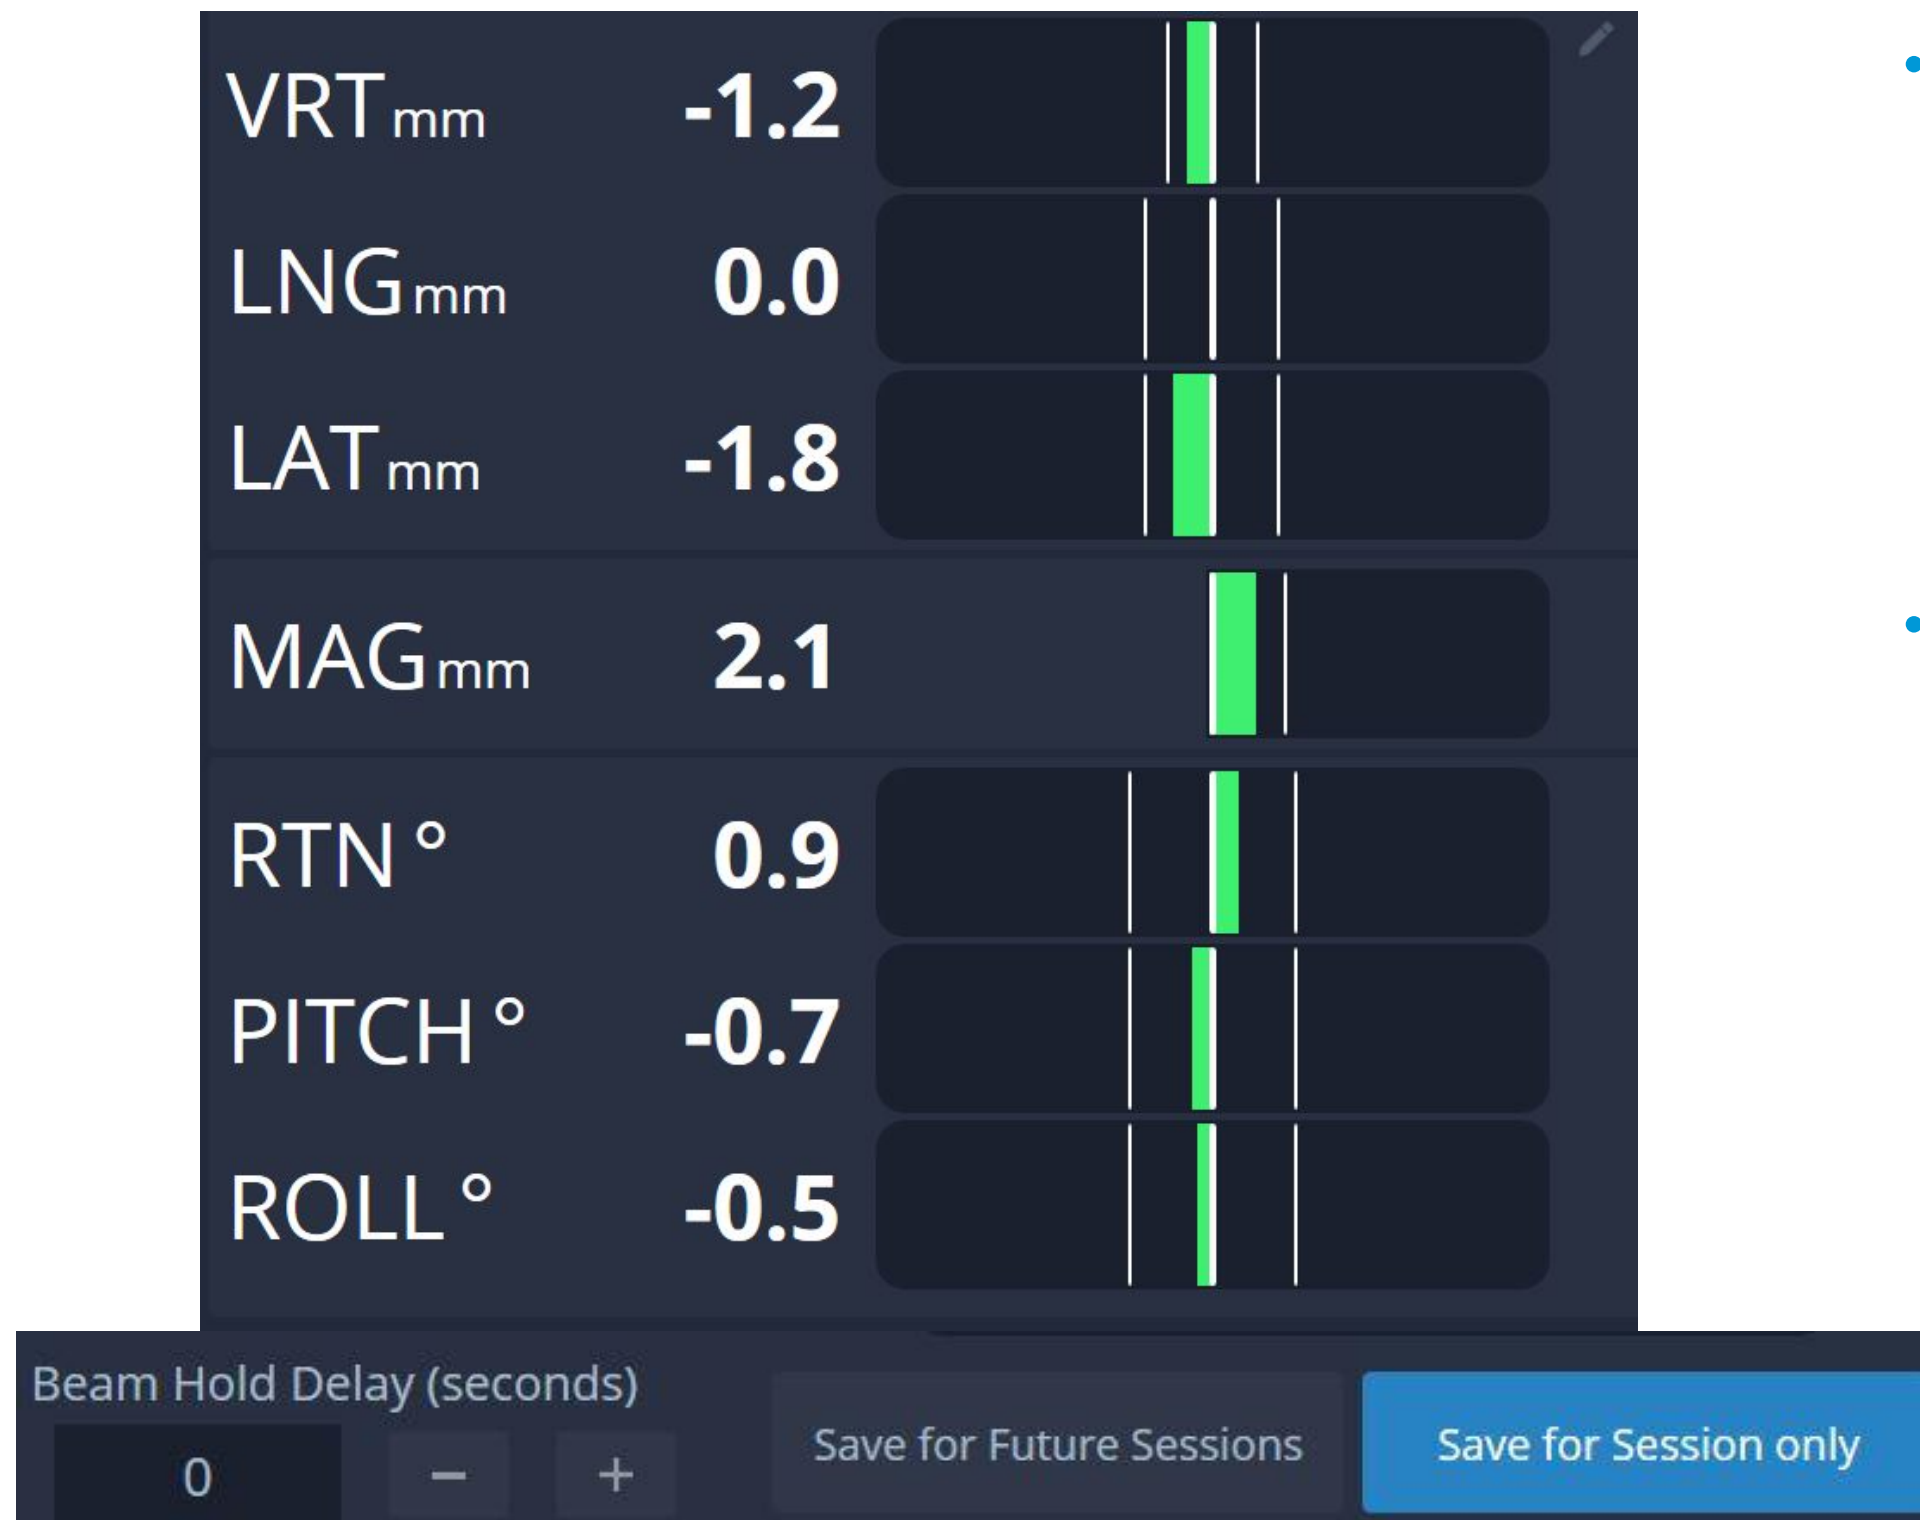 VRT mm -1.2
LNG mm 0.0
LAT mm -1.8
MAG mm 2.1
RTN ° 0.9
PITCH ° -0.7
ROLL ° -0.5
Beam Hold Delay (seconds)
0 − + Save for Future Sessions Save for Session only